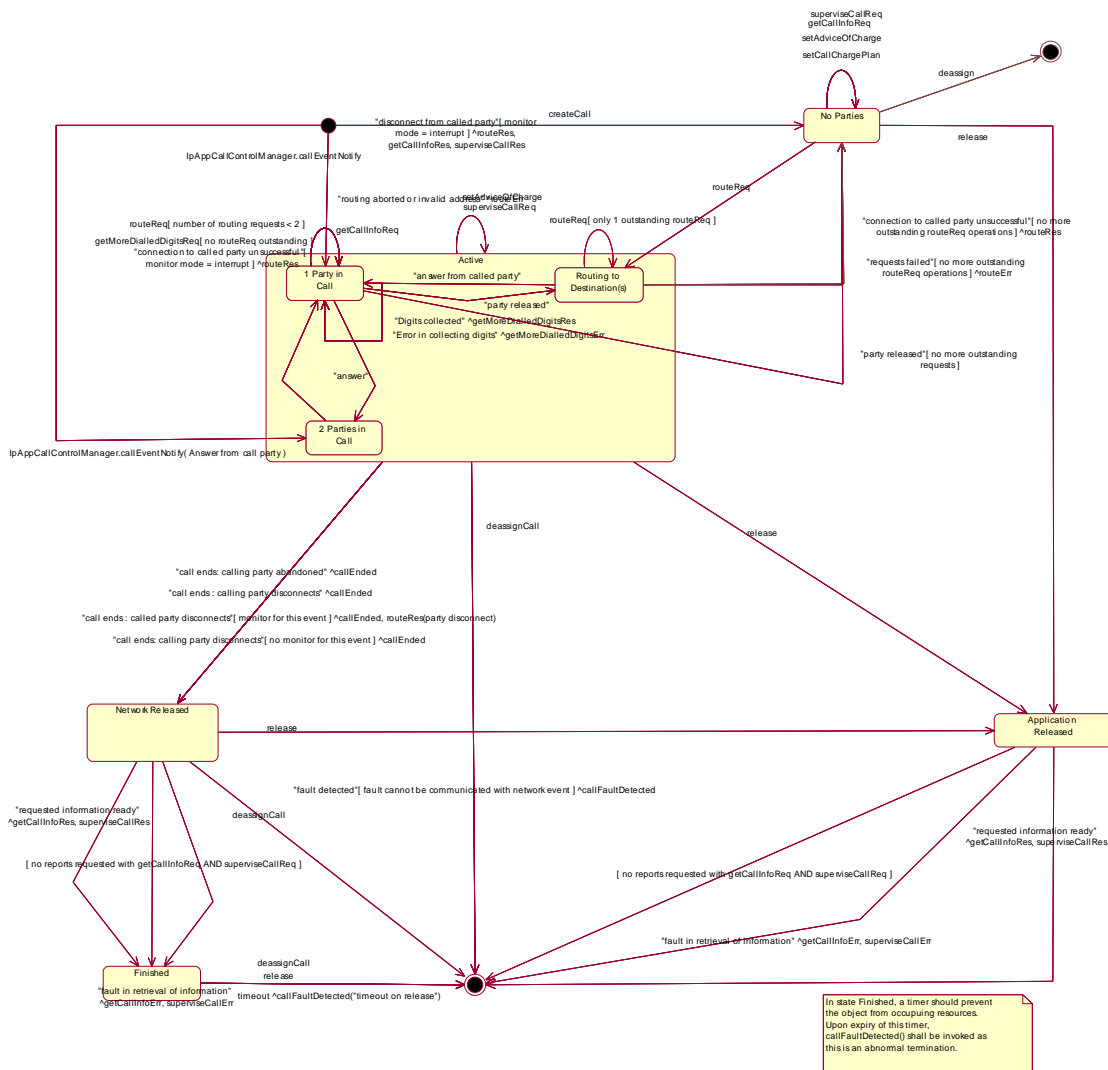 superviseCallReq
getCallInfoReq
setAdviceOfCharge
setCallChargePlan
deassign
No Parties
createCall
"disconnect from called party"[ monitor
mode = interrupt ] ^routeRes,
getCallInfoRes, superviseCallRes
release
IpAppCallControlManager.callEventNotify
routeReq
"routing aborted or invalid address" ^routeErr
setAdviceOfCharge
superviseCallReq
routeReq[ number of routing requests < 2 ]
getCallInfoReq
routeReq[ only 1 outstanding routeReq ]
"connection to called party unsuccessful"[ no more
outstanding routeReq operations ] ^routeRes
getMoreDialledDigitsReq[ no routeReq outstanding ]
"connection to called party unsuccessful"[
monitor mode = interrupt ] ^routeRes
Active
"requests failed"[ no more outstanding
routeReq operations ] ^routeErr
1 Party in
Call
"answer from called party"
Routing to
Destination(s)
"party released"
"Digits collected" ^getMoreDialledDigitsRes
"Error in collecting digits" ^getMoreDialledDigitsErr
"party released"[ no more outstanding
requests ]
"answer"
2 Parties in
Call
IpAppCallControlManager.callEventNotify( Answer from call party )
deassignCall
release
"call ends: calling party abandoned" ^callEnded
"call ends : calling party disconnects" ^callEnded
"call ends : called party disconnects"[ monitor for this event ] ^callEnded, routeRes(party disconnect)
"call ends: calling party disconnects"[ no monitor for this event ] ^callEnded
Network Released
Application
Released
release
"fault detected"[ fault cannot be communicated with network event ] ^callFaultDetected
"requested information ready"
^getCallInfoRes, superviseCallRes
deassignCall
"requested information ready"
^getCallInfoRes, superviseCallRes
[ no reports requested with getCallInfoReq AND superviseCallReq ]
[ no reports requested with getCallInfoReq AND superviseCallReq ]
"fault in retrieval of information" ^getCallInfoErr, superviseCallErr
Finished
deassignCall
release
"fault in retrieval of information"
^getCallInfoErr, superviseCallErr
timeout ^callFaultDetected("timeout on release")
In state Finished, a timer should prevent
the object from occupuing resources.
Upon expiry of this timer,
callFaultDetected() shall be invoked as
this is an abnormal termination.